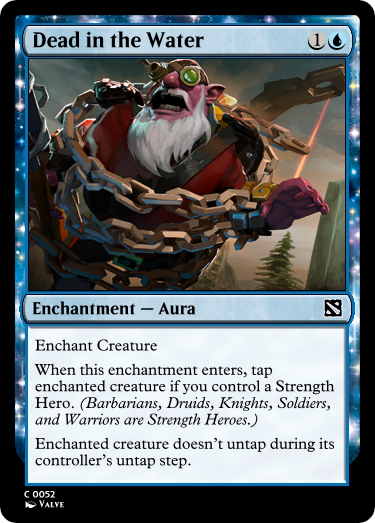 Dead in the Water 1
Enchantment — Aura
Enchant Creature
When this enchantment enters, tap
enchanted creature if you control a Strength
Hero. (Barbarians, Druids, Knights, Soldiers,
and Warriors are Strength Heroes.)
Enchanted creature doesn't untap during its
controller's untap step.
C 0052
Valve